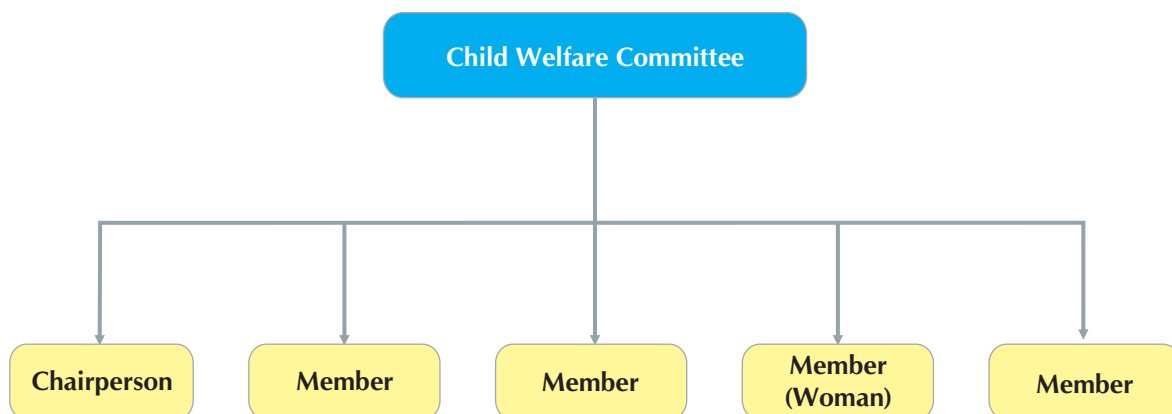 Child Welfare Committee
Chairperson
Member
Member
Member
(Woman)
Member